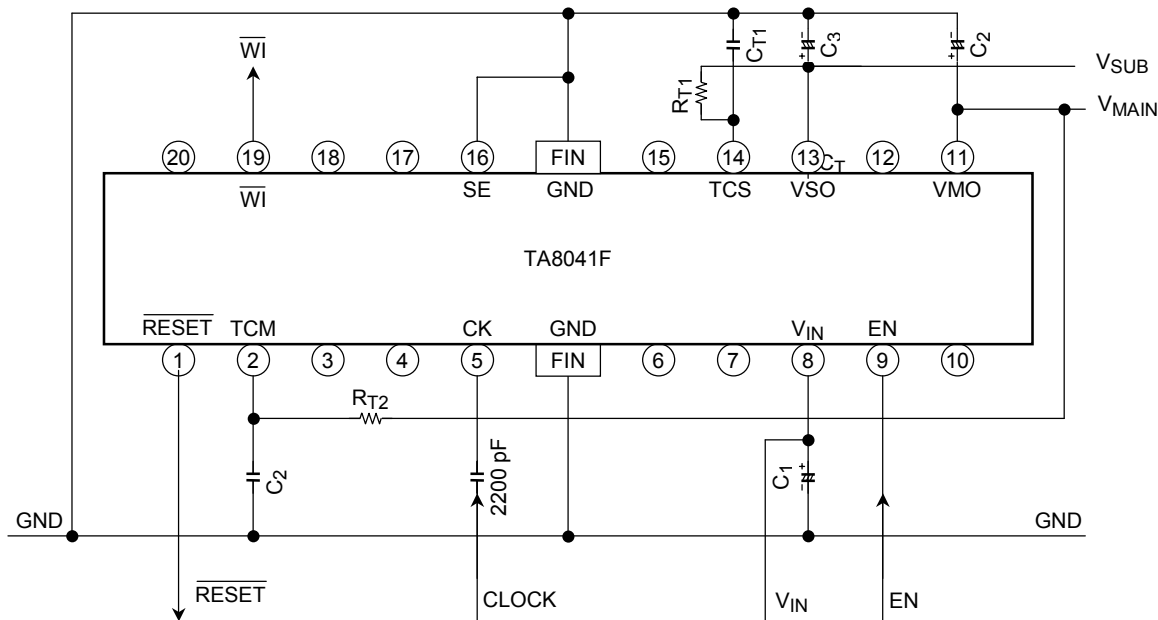 WI
CT1
C3
C2
VSUB
RT1
VMAIN
20 19 18 17 16 FIN 15 14 13 CT 12 11
WI SE GND TCS VSO VMO
TA8041F
RESET TCM CK GND VIN EN
1 2 3 4 5 FIN 6 7 8 9 10
RT2
C2
2200 pF
C1
+
-
GND GND
RESET CLOCK VIN EN